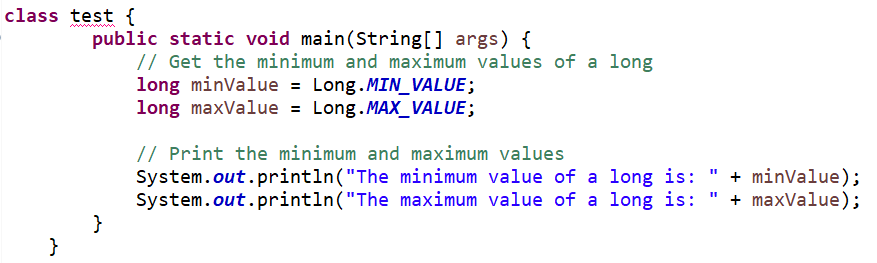 class test {
public static void main(String[] args) {
// Get the minimum and maximum values of a long
long minValue = Long.MIN_VALUE;
long maxValue = Long.MAX_VALUE;
// Print the minimum and maximum values
System.out.println("The minimum value of a long is: " + minValue);
System.out.println("The maximum value of a long is: " + maxValue);
}
}